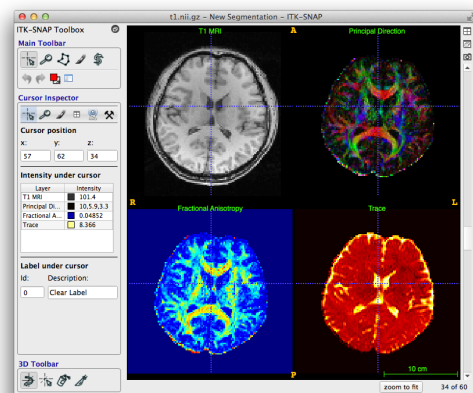 t1.nii.gz - New Segmentation - ITK-SNAP
ITK-SNAP Toolbox
Main Toolbar
Cursor Inspector
Cursor position
x: y: z:
57 62 34
Intensity under cursor
Layer Intensity
T1 MRI 101.4
Principal Di... 10,5.9,3.3
Fractional A... 0.04852
Trace 8.366
Label under cursor
Id: Description:
0 Clear Label
3D Toolbar
T1 MRI
A
Principal Direction
R
L
Fractional Anisotropy
Trace
10 cm
P
zoom to fit
34 of 60